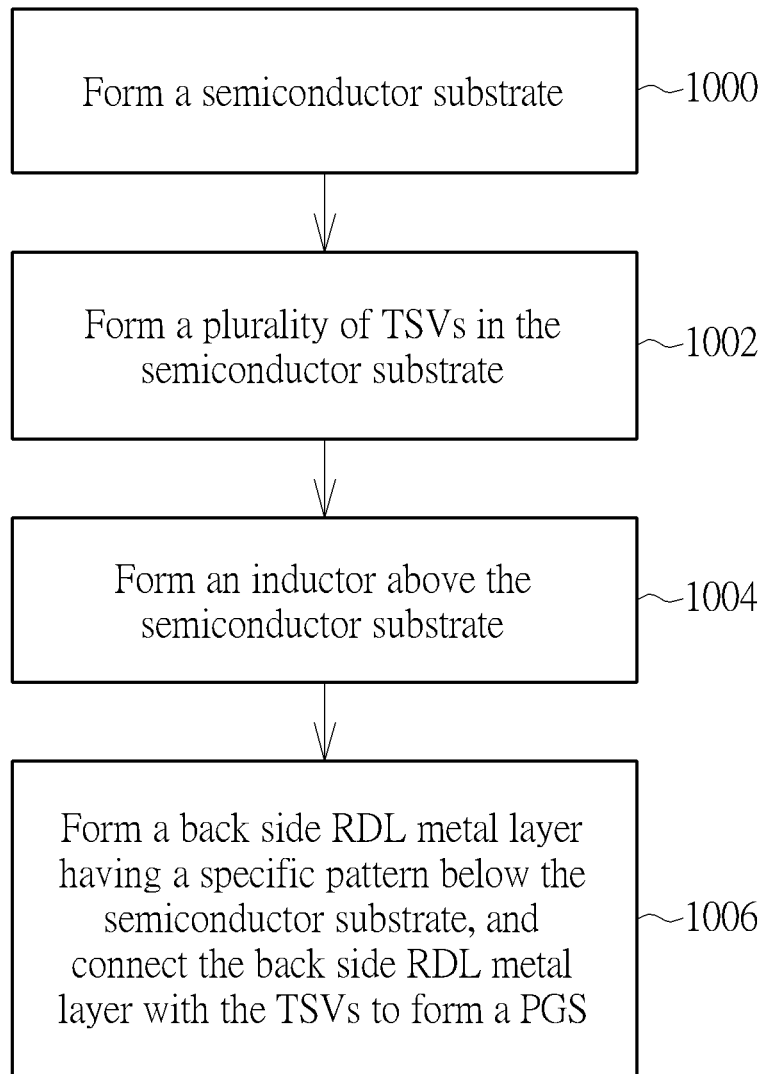 Form a semiconductor substrate
1000
Form a plurality of TSVs in the
semiconductor substrate
1002
Form an inductor above the
semiconductor substrate
1004
Form a back side RDL metal layer
having a specific pattern below the
semiconductor substrate, and
connect the back side RDL metal
layer with the TSVs to form a PGS
1006